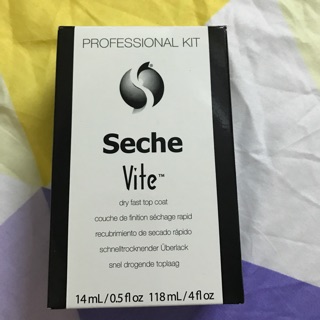 PROFESSIONAL KIT
Seche
Vite™
dry fast top coat
couche de finition séchage rapid
recubrimiento de secado rápido
schnelltrocknender Überlack
snel drogende toplaag
14 mL/0.5 fl oz 118 mL/4 fl oz